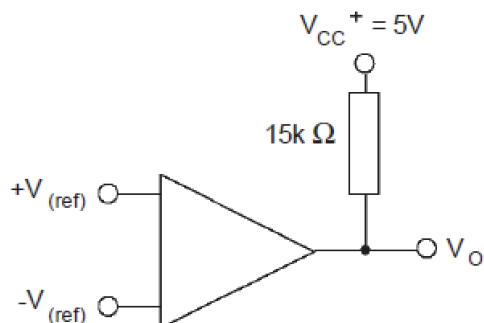 VCC+ = 5V
15k Ω
+V(ref)
-V(ref)
VO